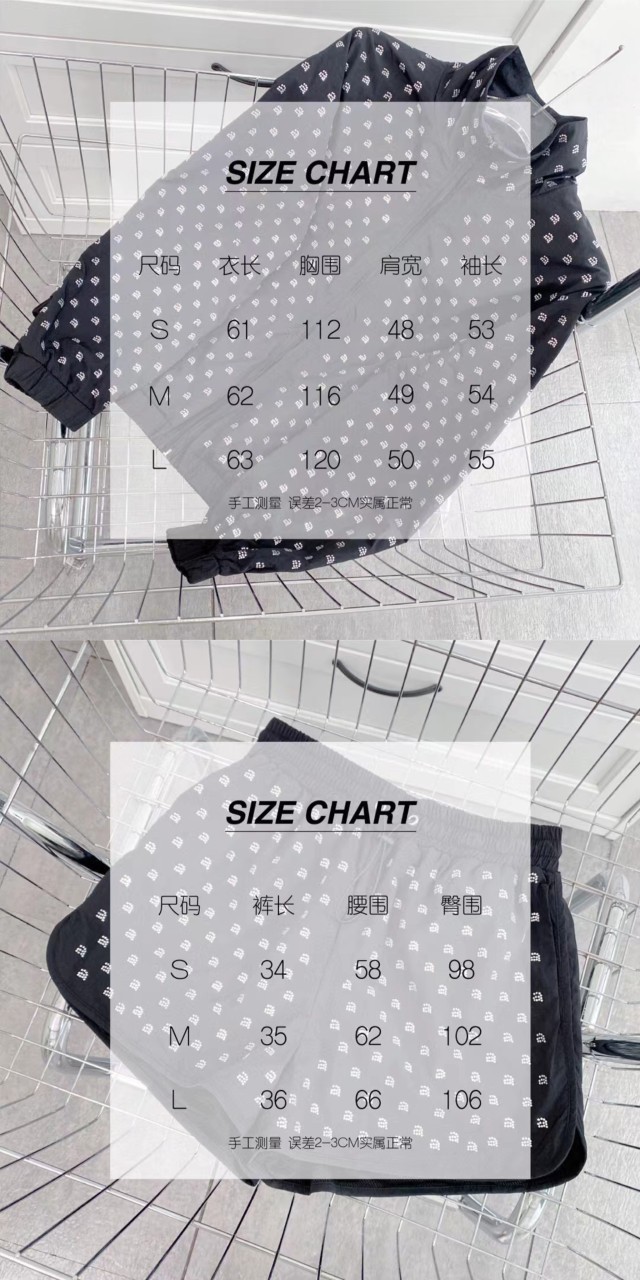 SIZE CHART
尺码 衣长 胸围 肩宽 袖长
S 61 112 48 53
M 62 116 49 54
L 63 120 50 55
手工测量 误差2-3CM实属正常
SIZE CHART
尺码 裤长 腰围 臀围
S 34 58 98
M 35 62 102
L 36 66 106
手工测量 误差2-3CM实属正常